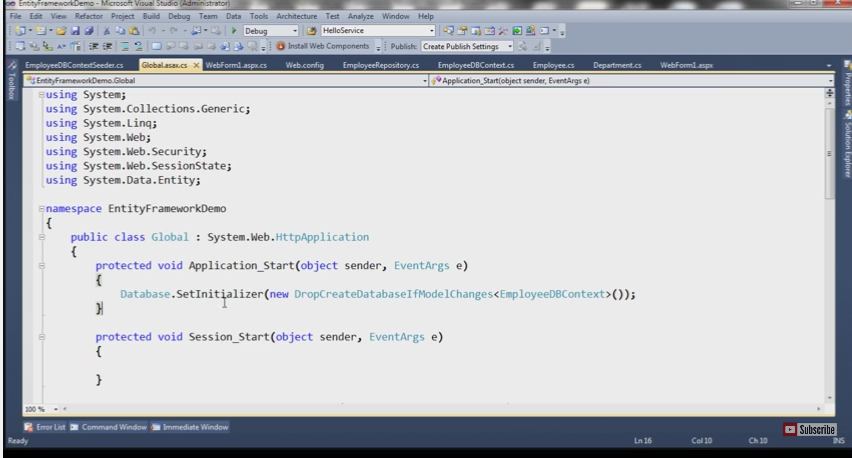 EntityFrameworkDemo - Microsoft Visual Studio (Administrator)
File Edit View Refactor Project Build Debug Team Data Tools Architecture Test Analyze Window Help
Debug HelloService
Install Web Components Publish: Create Publish Settings
EmployeeDBContextSeeder.cs Global.asax.cs WebForm1.aspx.cs Web.config EmployeeRepository.cs EmployeeDBContext.cs Employee.cs Department.cs WebForm1.aspx
EntityFrameworkDemo.Global Application_Start(object sender, EventArgs e)
Toolbox
Properties
Solution Explorer
using System;
using System.Collections.Generic;
using System.Linq;
using System.Web;
using System.Web.Security;
using System.Web.SessionState;
using System.Data.Entity;
namespace EntityFrameworkDemo
{
public class Global : System.Web.HttpApplication
{
protected void Application_Start(object sender, EventArgs e)
{
Database.SetInitializer(new DropCreateDatabaseIfModelChanges<EmployeeDBContext>());
}
protected void Session_Start(object sender, EventArgs e)
{
}
100 %
Error List Command Window Immediate Window
Subscribe
Ready Ln 16 Col 10 Ch 10 INS